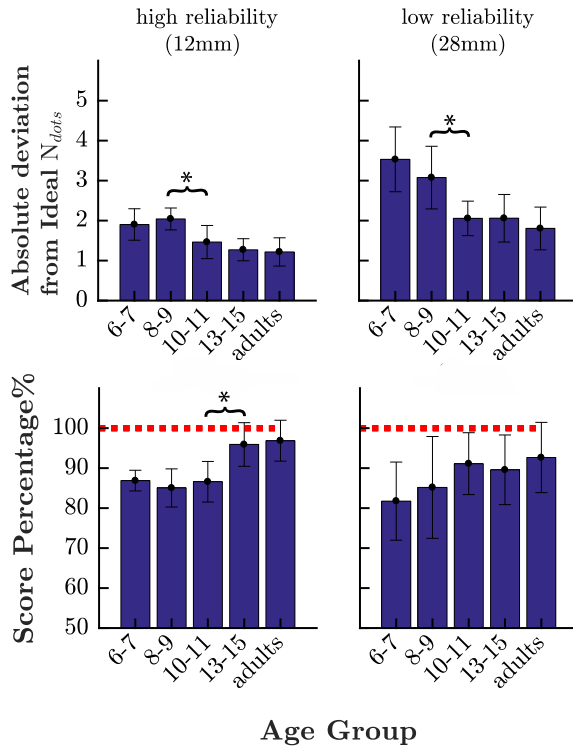 high reliability
(12mm)
low reliability
(28mm)
Absolute deviation
from Ideal N_dots
5
4
3
2
1
0
*
*
6-7
8-9
10-11
13-15
adults
6-7
8-9
10-11
13-15
adults
Score Percentage%
100
90
80
70
60
50
*
6-7
8-9
10-11
13-15
adults
6-7
8-9
10-11
13-15
adults
Age Group